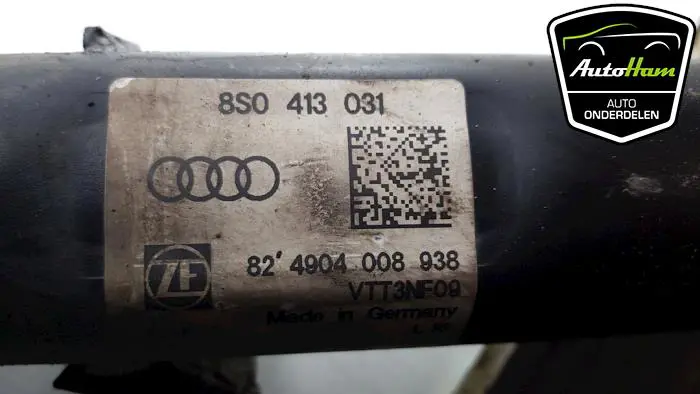 8S0 413 031
AutoHam
AUTO
ONDERDELEN
ZF
82' 4904 008 938
VTT3NF09
Made in Germany